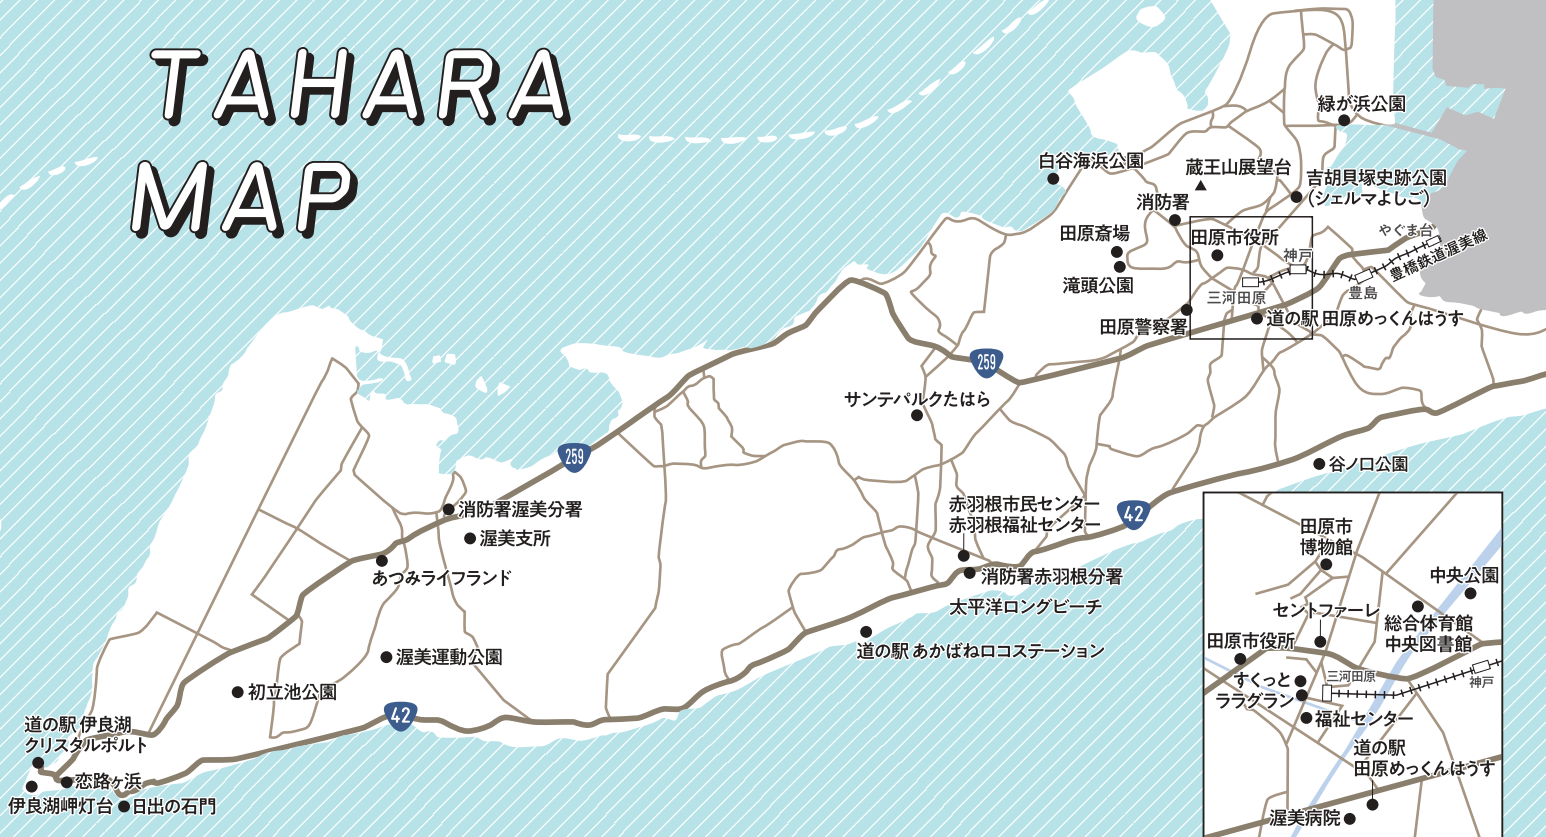 TAHARA
MAP
緑が浜公園
白谷海浜公園
蔵王山展望台
吉胡貝塚史跡公園
(シェルマよしご)
消防署
田原斎場
田原市役所
やぐま台
神戸
豊橋鉄道渥美線
滝頭公園
三河田原
豊島
田原警察署
道の駅 田原めっくんはうす
259
サンテパルクたはら
259
谷ノ口公園
消防署渥美分署
赤羽根市民センター
赤羽根福祉センター
42
渥美支所
あつみライフランド
消防署赤羽根分署
太平洋ロングビーチ
道の駅 あかばねロコステーション
渥美運動公園
初立池公園
42
道の駅 伊良湖
クリスタルポルト
恋路ヶ浜
伊良湖岬灯台
日出の石門
田原市
博物館
中央公園
セントファーレ
総合体育館
中央図書館
田原市役所
三河田原
神戸
すくっと
ララグラン
福祉センター
道の駅
田原めっくんはうす
渥美病院